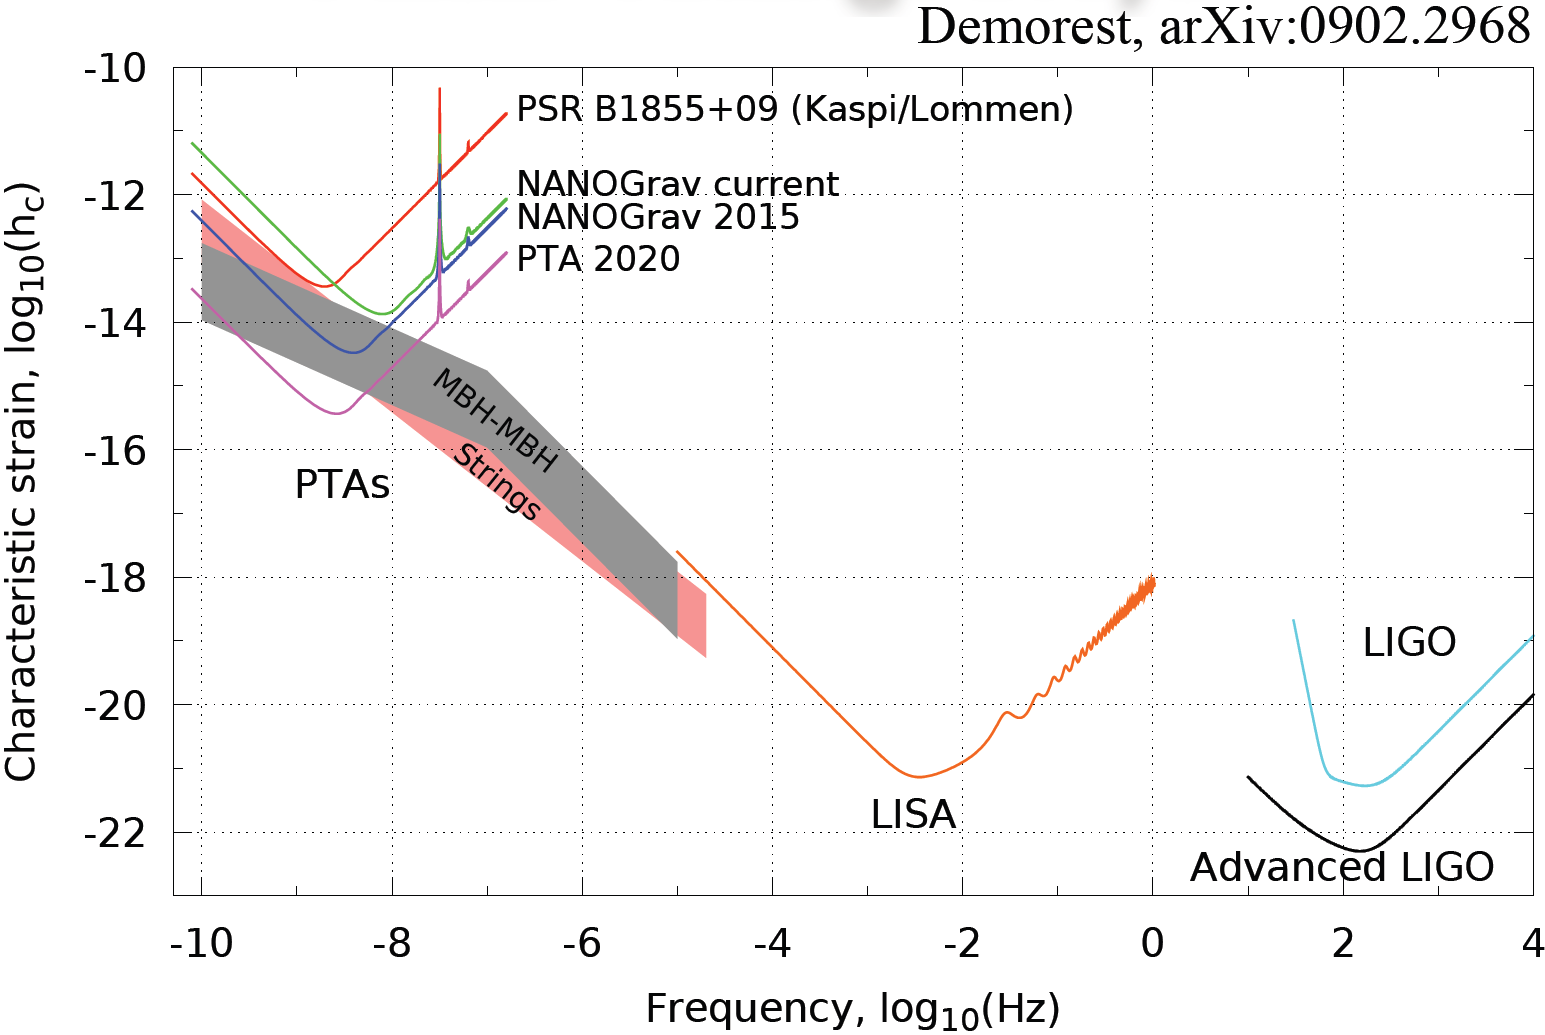 Demorest, arXiv:0902.2968
-10
PSR B1855+09 (Kaspi/Lommen)
NANOGrav current
-12
NANOGrav 2015
PTA 2020
-14
MBH-MBH
-16
Strings
PTAs
-18
LIGO
-20
LISA
-22
Advanced LIGO
Characteristic strain, log10(hc)
-10 -8 -6 -4 -2 0 2 4
Frequency, log10(Hz)